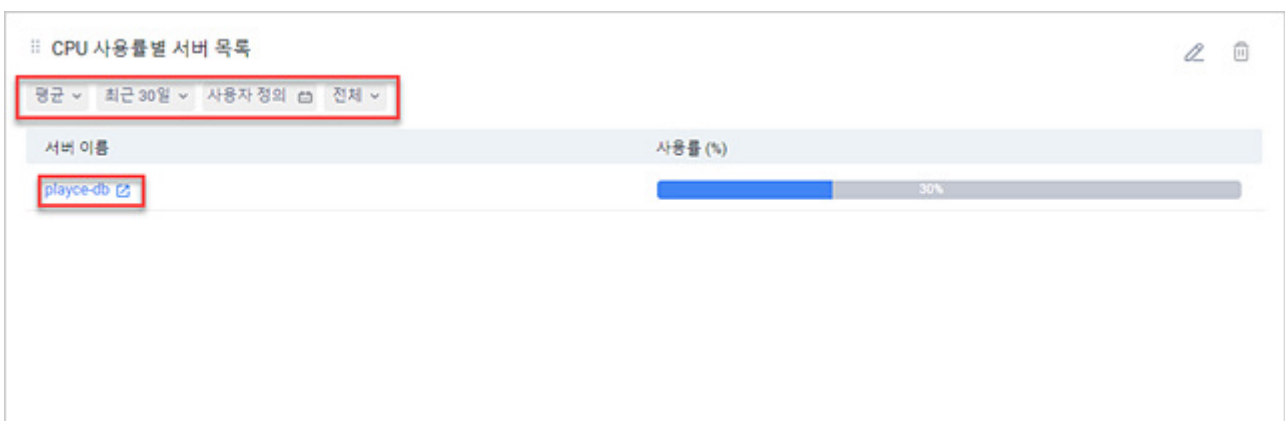 CPU 사용률별 서버 목록
평균 최근 30일 사용자 정의 전체
서버 이름 사용률 (%)
playce-db 30%